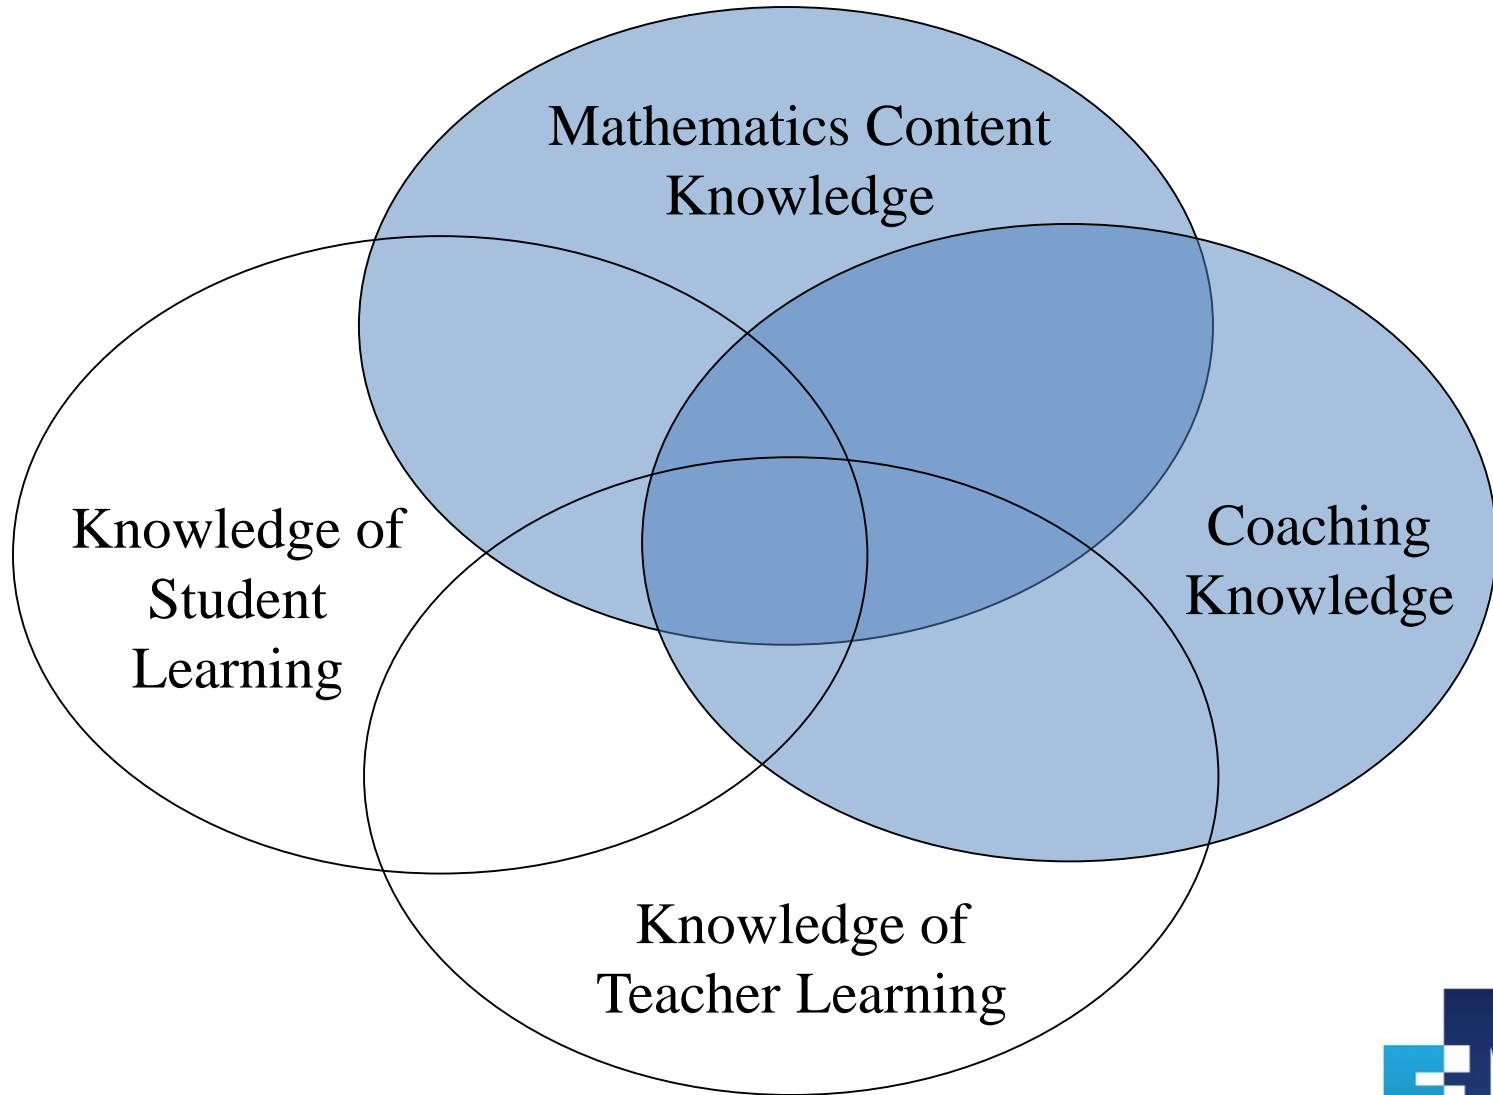 Mathematics Content
Knowledge
Knowledge of
Student
Learning
Coaching
Knowledge
Knowledge of
Teacher Learning